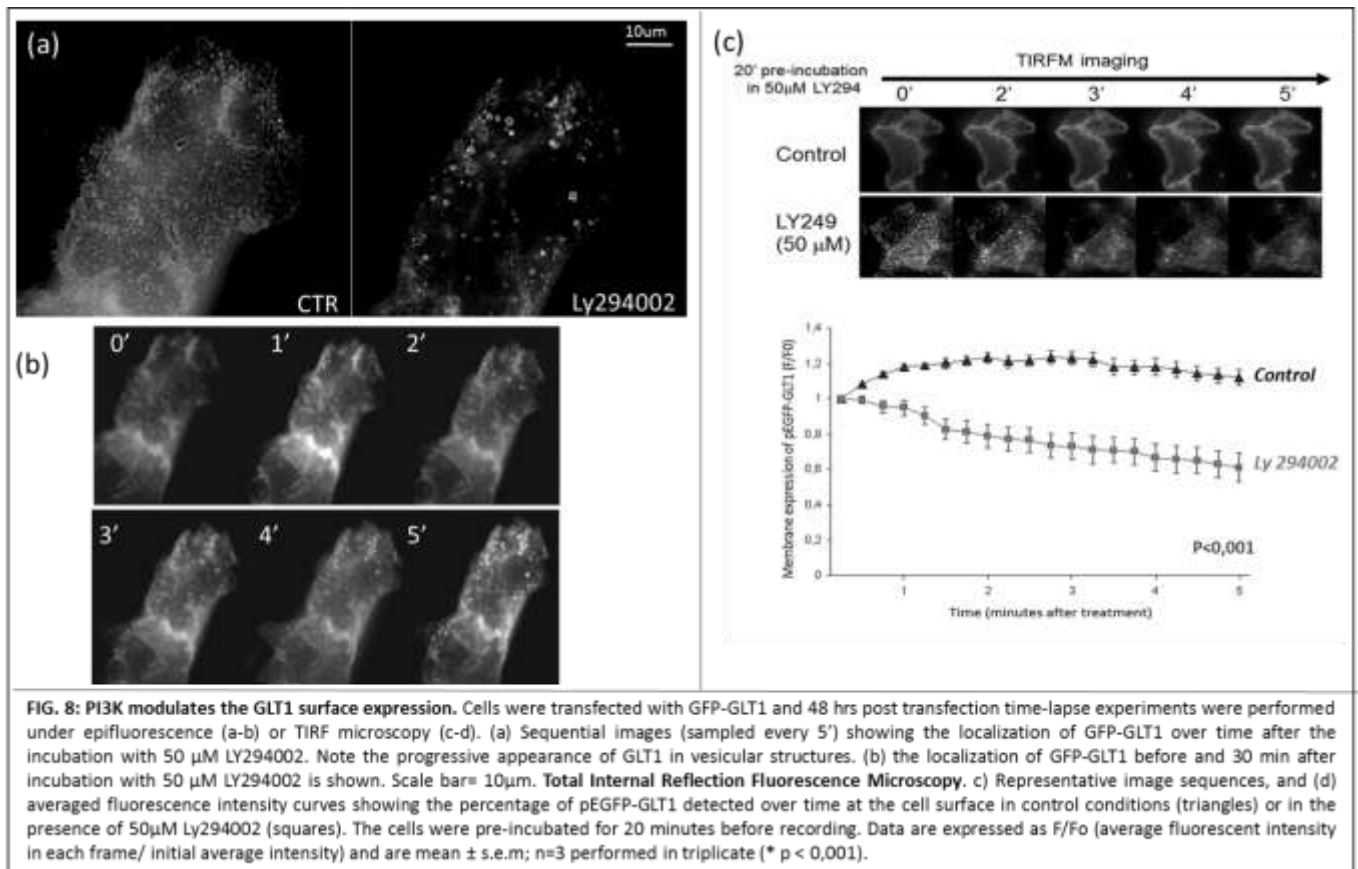 (a)
10um
CTR
Ly294002
(b)
0’ 1’ 2’
3’ 4’ 5’
(c)
TIRFM imaging
20’ pre-incubation
in 50µM LY294
0’ 2’ 3’ 4’ 5’
Control
LY249
(50 µM)
Membrane expression of pEGFP-GLT1 (F/F0)
1,4
1,2
1
0,8
0,6
0,4
0,2
0
Control
Ly 294002
P<0,001
1 2 3 4 5
Time (minutes after treatment)
FIG. 8: PI3K modulates the GLT1 surface expression. Cells were transfected with GFP-GLT1 and 48 hrs post transfection time-lapse experiments were performed
under epifluorescence (a-b) or TIRF microscopy (c-d). (a) Sequential images (sampled every 5’) showing the localization of GFP-GLT1 over time after the
incubation with 50 µM LY294002. Note the progressive appearance of GLT1 in vesicular structures. (b) the localization of GFP-GLT1 before and 30 min after
incubation with 50 µM LY294002 is shown. Scale bar= 10µm. Total Internal Reflection Fluorescence Microscopy. c) Representative image sequences, and (d)
averaged fluorescence intensity curves showing the percentage of pEGFP-GLT1 detected over time at the cell surface in control conditions (triangles) or in the
presence of 50µM Ly294002 (squares). The cells were pre-incubated for 20 minutes before recording. Data are expressed as F/Fo (average fluorescent intensity
in each frame/ initial average intensity) and are mean ± s.e.m; n=3 performed in triplicate (* p < 0,001).